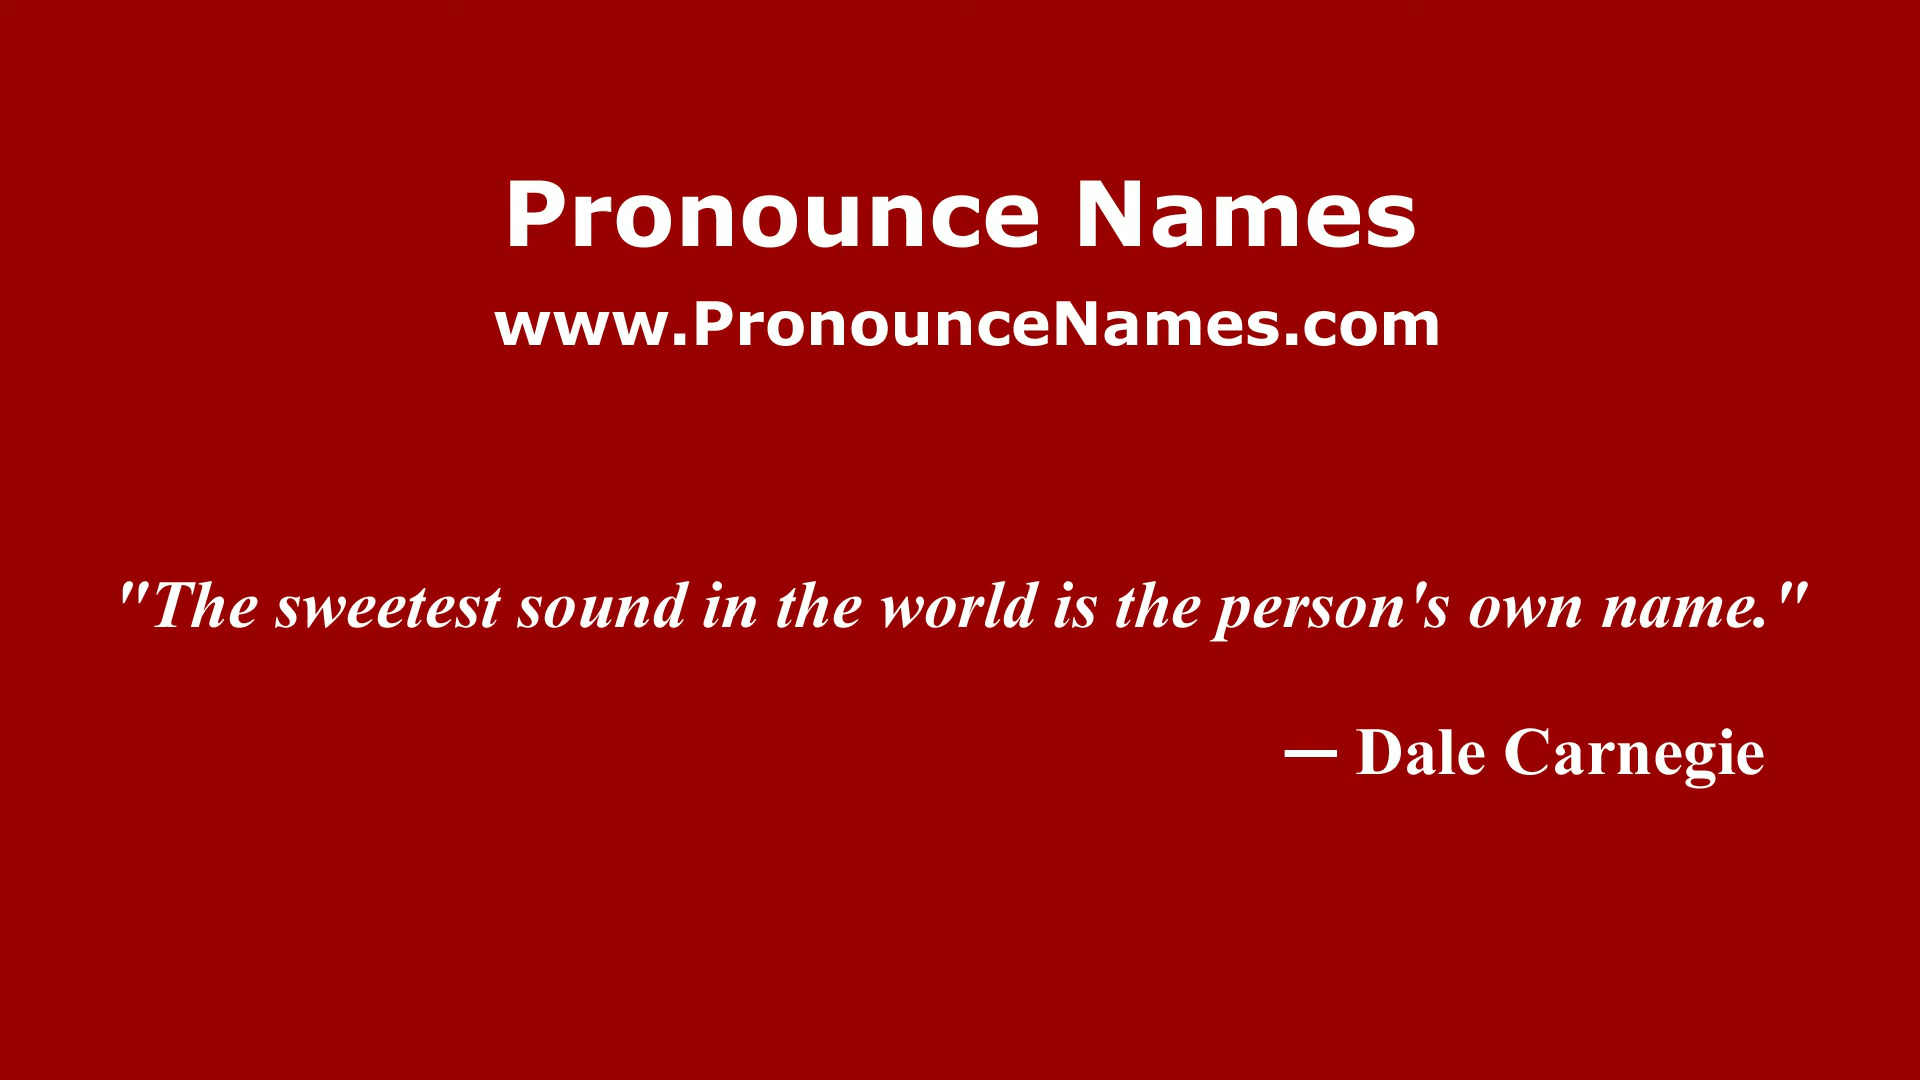 Pronounce Names
www.PronounceNames.com
"The sweetest sound in the world is the person's own name."
— Dale Carnegie